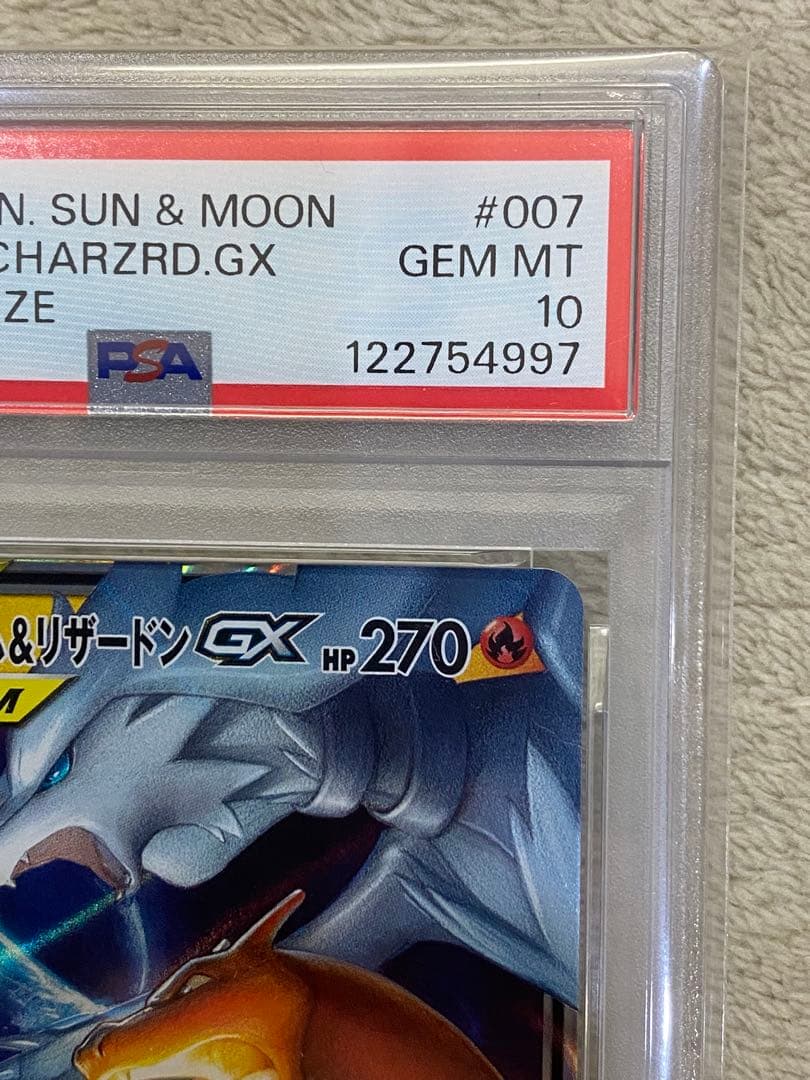 N. SUN & MOON #007
CHARZRD.GX GEM MT
ZE 10
PSA 122754997
&リザードンGX HP 270
M